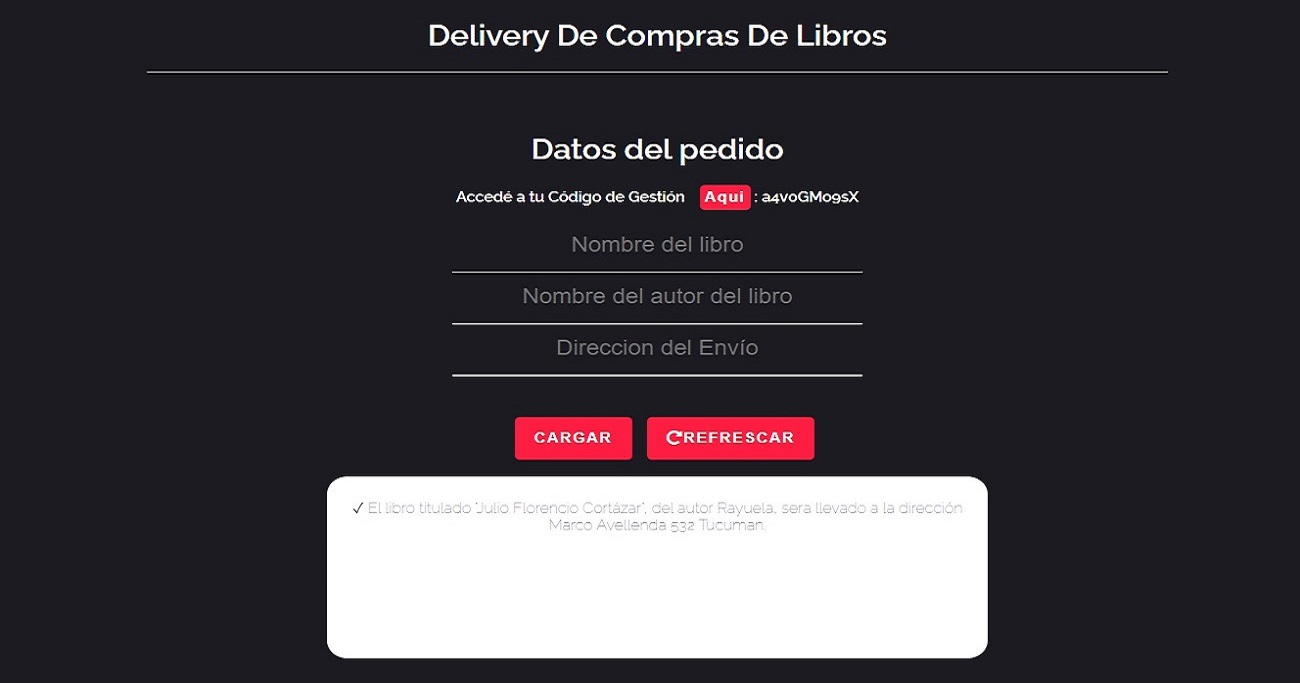 Delivery De Compras De Libros
Datos del pedido
Accedé a tu Código de Gestión Aqui : a4v0GMo9sX
Nombre del libro
Nombre del autor del libro
Direccion del Envío
CARGAR REFRESCAR
✓ El libro titulado "Julio Florencio Cortázar", del autor Rayuela, sera llevado a la dirección
Marco Avellenda 532 Tucuman.